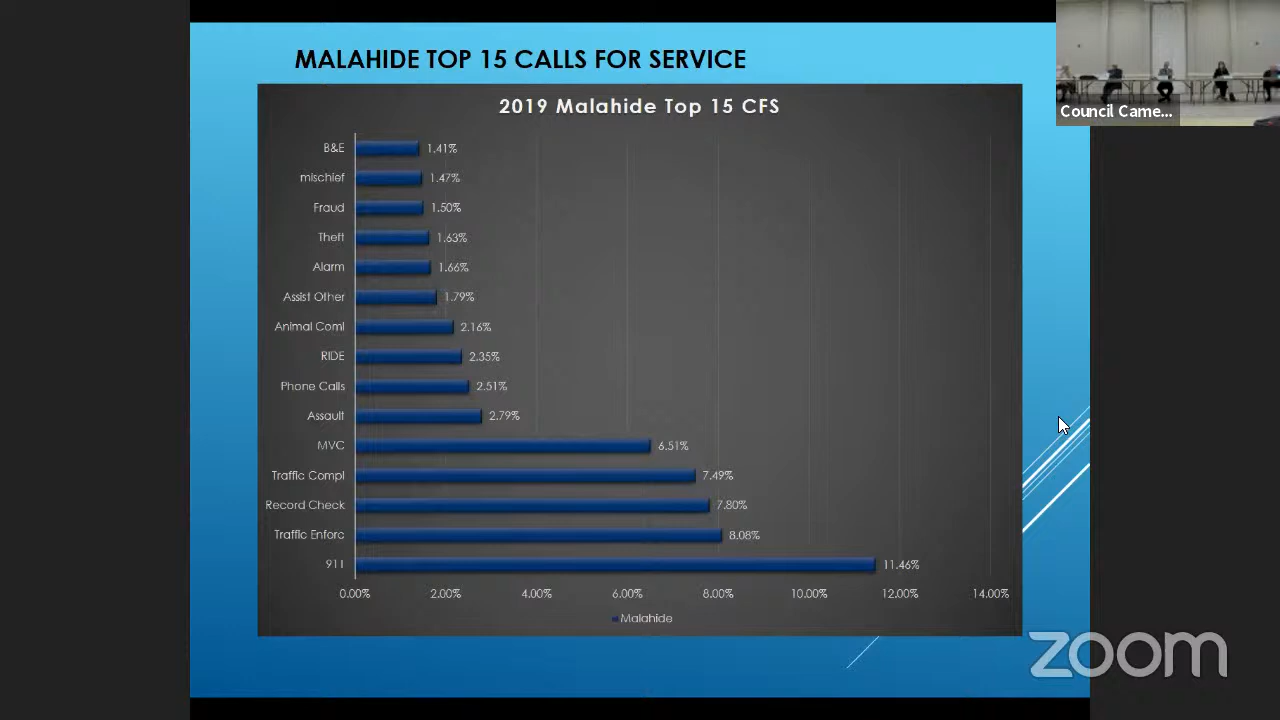 MALAHIDE TOP 15 CALLS FOR SERVICE
2019 Malahide Top 15 CFS
B&E 1.41%
mischief 1.47%
Fraud 1.50%
Theft 1.63%
Alarm 1.66%
Assist Other 1.79%
Animal Coml 2.16%
RIDE 2.35%
Phone Calls 2.51%
Assault 2.79%
MVC 6.51%
Traffic Compl 7.49%
Record Check 7.80%
Traffic Enforc 8.08%
911 11.46%
0.00% 2.00% 4.00% 6.00% 8.00% 10.00% 12.00% 14.00%
Malahide
Council Came...
zoom